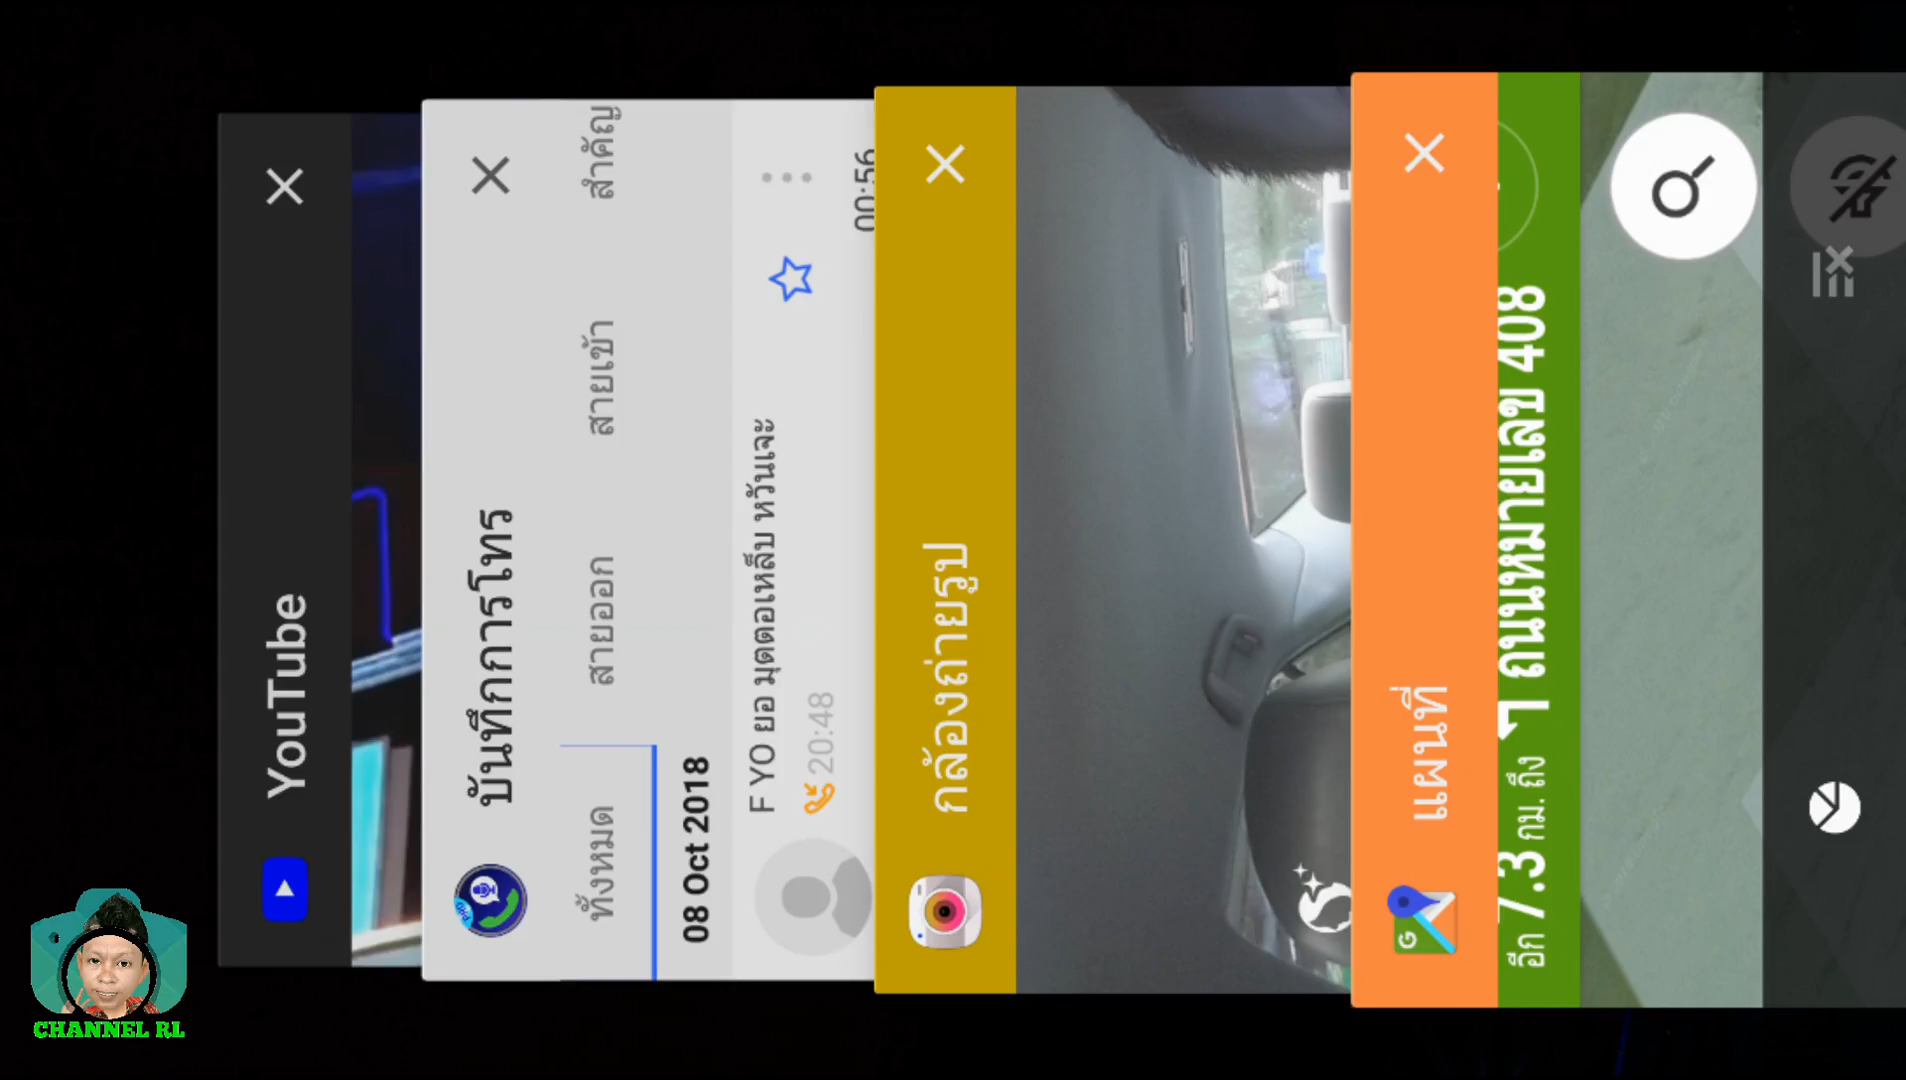 YouTube
บันทึกการโทร
ทั้งหมด
สายออก
สายเข้า
สำคัญ
08 Oct 2018
F YO ยอ มุตตอเหล็บ หวันเจะ
20:48
00:56
กล้องถ่ายรูป
แผนที่
อีก 7.3 กม. ถึง ๆ ถนนหมายเลข 408
CHANNEL RL